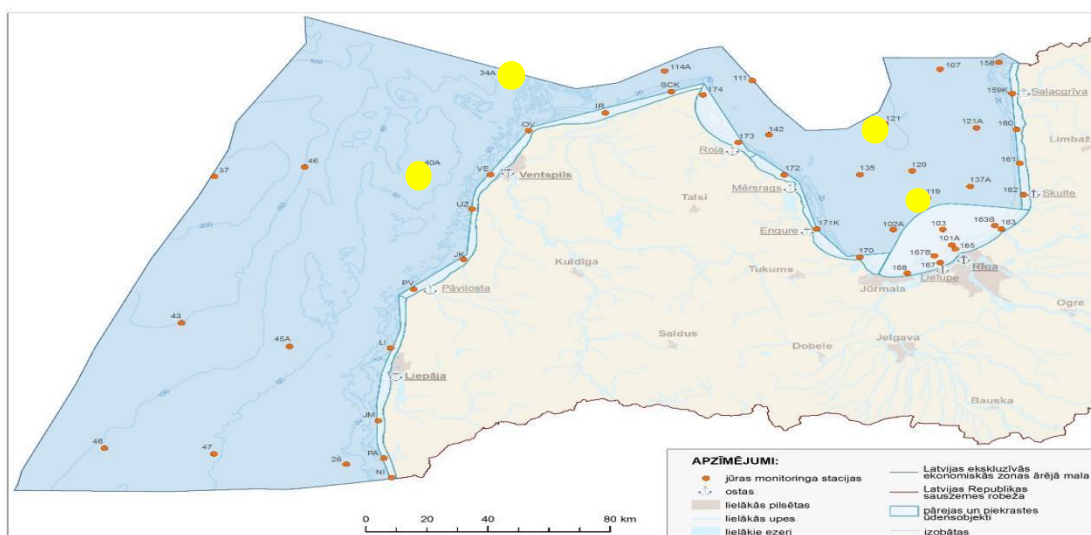 158
107
114A
34A
111
SCK
174
159K
Salacgrīva
IR
121
121A
160
OV
142
Limbaž
173
Roja
161
46
40A
37
VE
Ventspils
172
135
120
137A
Mērsrags
Talsi
162
Skulte
119
UZ
171K
Engure
102A
103
163B
163
101A
165
JK
Kuldīga
170
167B
167
Rīga
Tukums
168
Lielupe
Jūrmala
PV
Pāvilosta
Ogre
43
Saldus
45A
LI
Dobele
Jelgava
Liepāja
Bauska
JM
48
47
PA
26
NI
APZĪMĒJUMI:
jūras monitoringa stacijas
ostas
lielākās pilsētas
lielākās upes
lielākie ezeri
Latvijas ekskluzīvās
ekonomiskās zonas ārējā mala
Latvijas Republikas
sauszemes robeža
pārejas un piekrastes
ūdensobjekti
izobātas
0 20 40 80 km